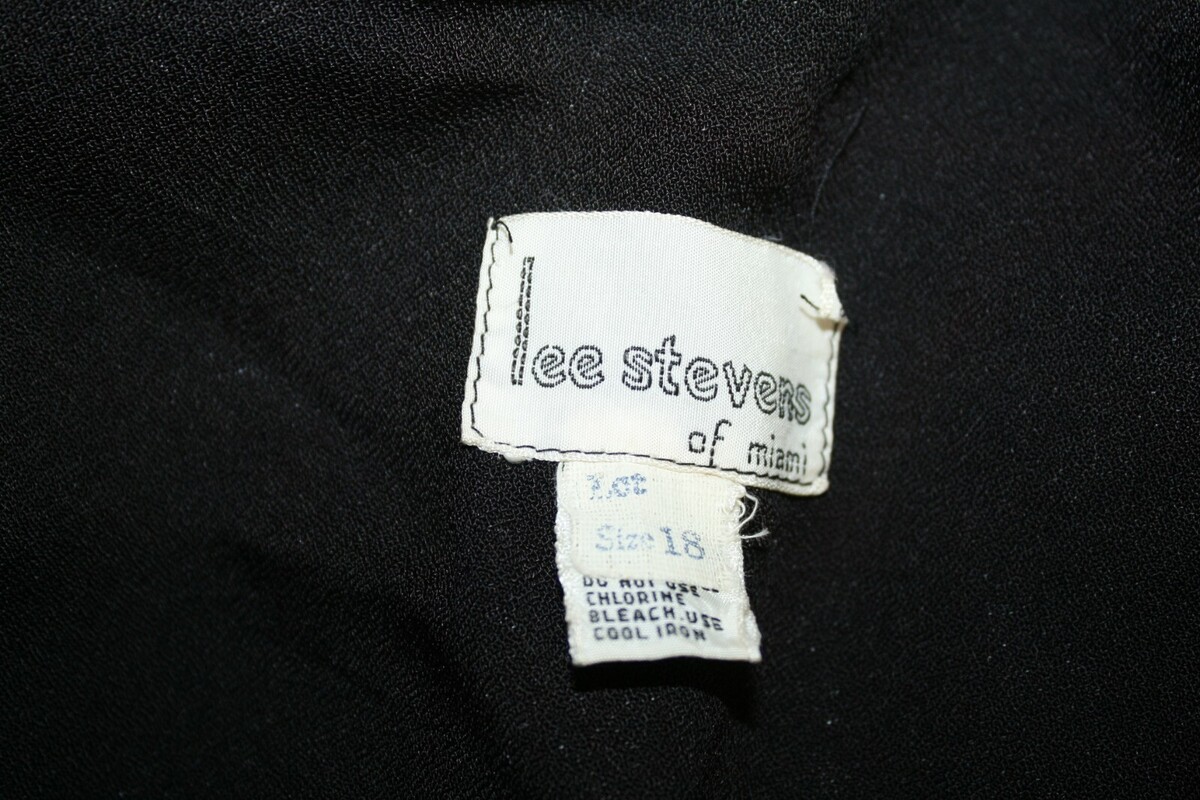 lee stevens
of miami
Lot
Size 18
DO NOT USE
CHLORINE
BLEACH.USE
COOL IRON